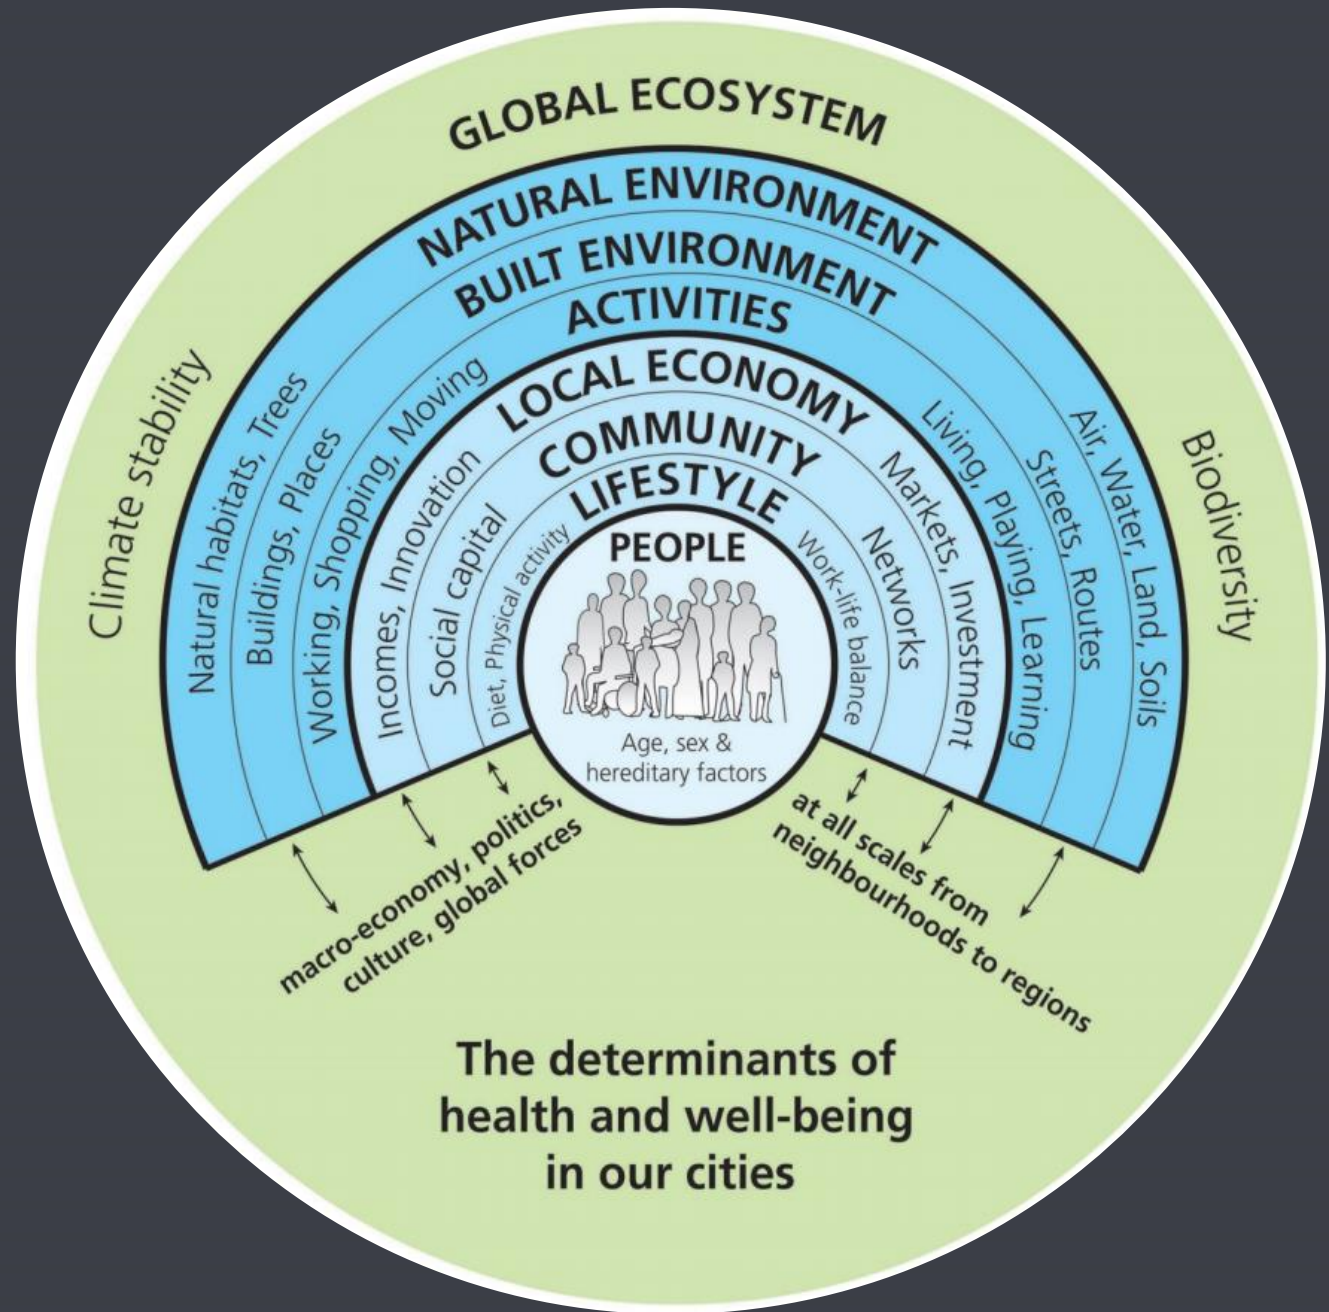 GLOBAL ECOSYSTEM
NATURAL ENVIRONMENT
BUILT ENVIRONMENT
ACTIVITIES
LOCAL ECONOMY
COMMUNITY
LIFESTYLE
PEOPLE
Age, sex &
hereditary factors
Climate stability
Natural habitats, Trees
Buildings, Places
Working, Shopping, Moving
Incomes, Innovation
Social capital
Diet, Physical activity
Work-life balance
Networks
Markets, Investment
Living, Playing, Learning
Streets, Routes
Air, Water, Land, Soils
Biodiversity
macro-economy, politics,
culture, global forces
at all scales from
neighbourhoods to regions
The determinants of
health and well-being
in our cities